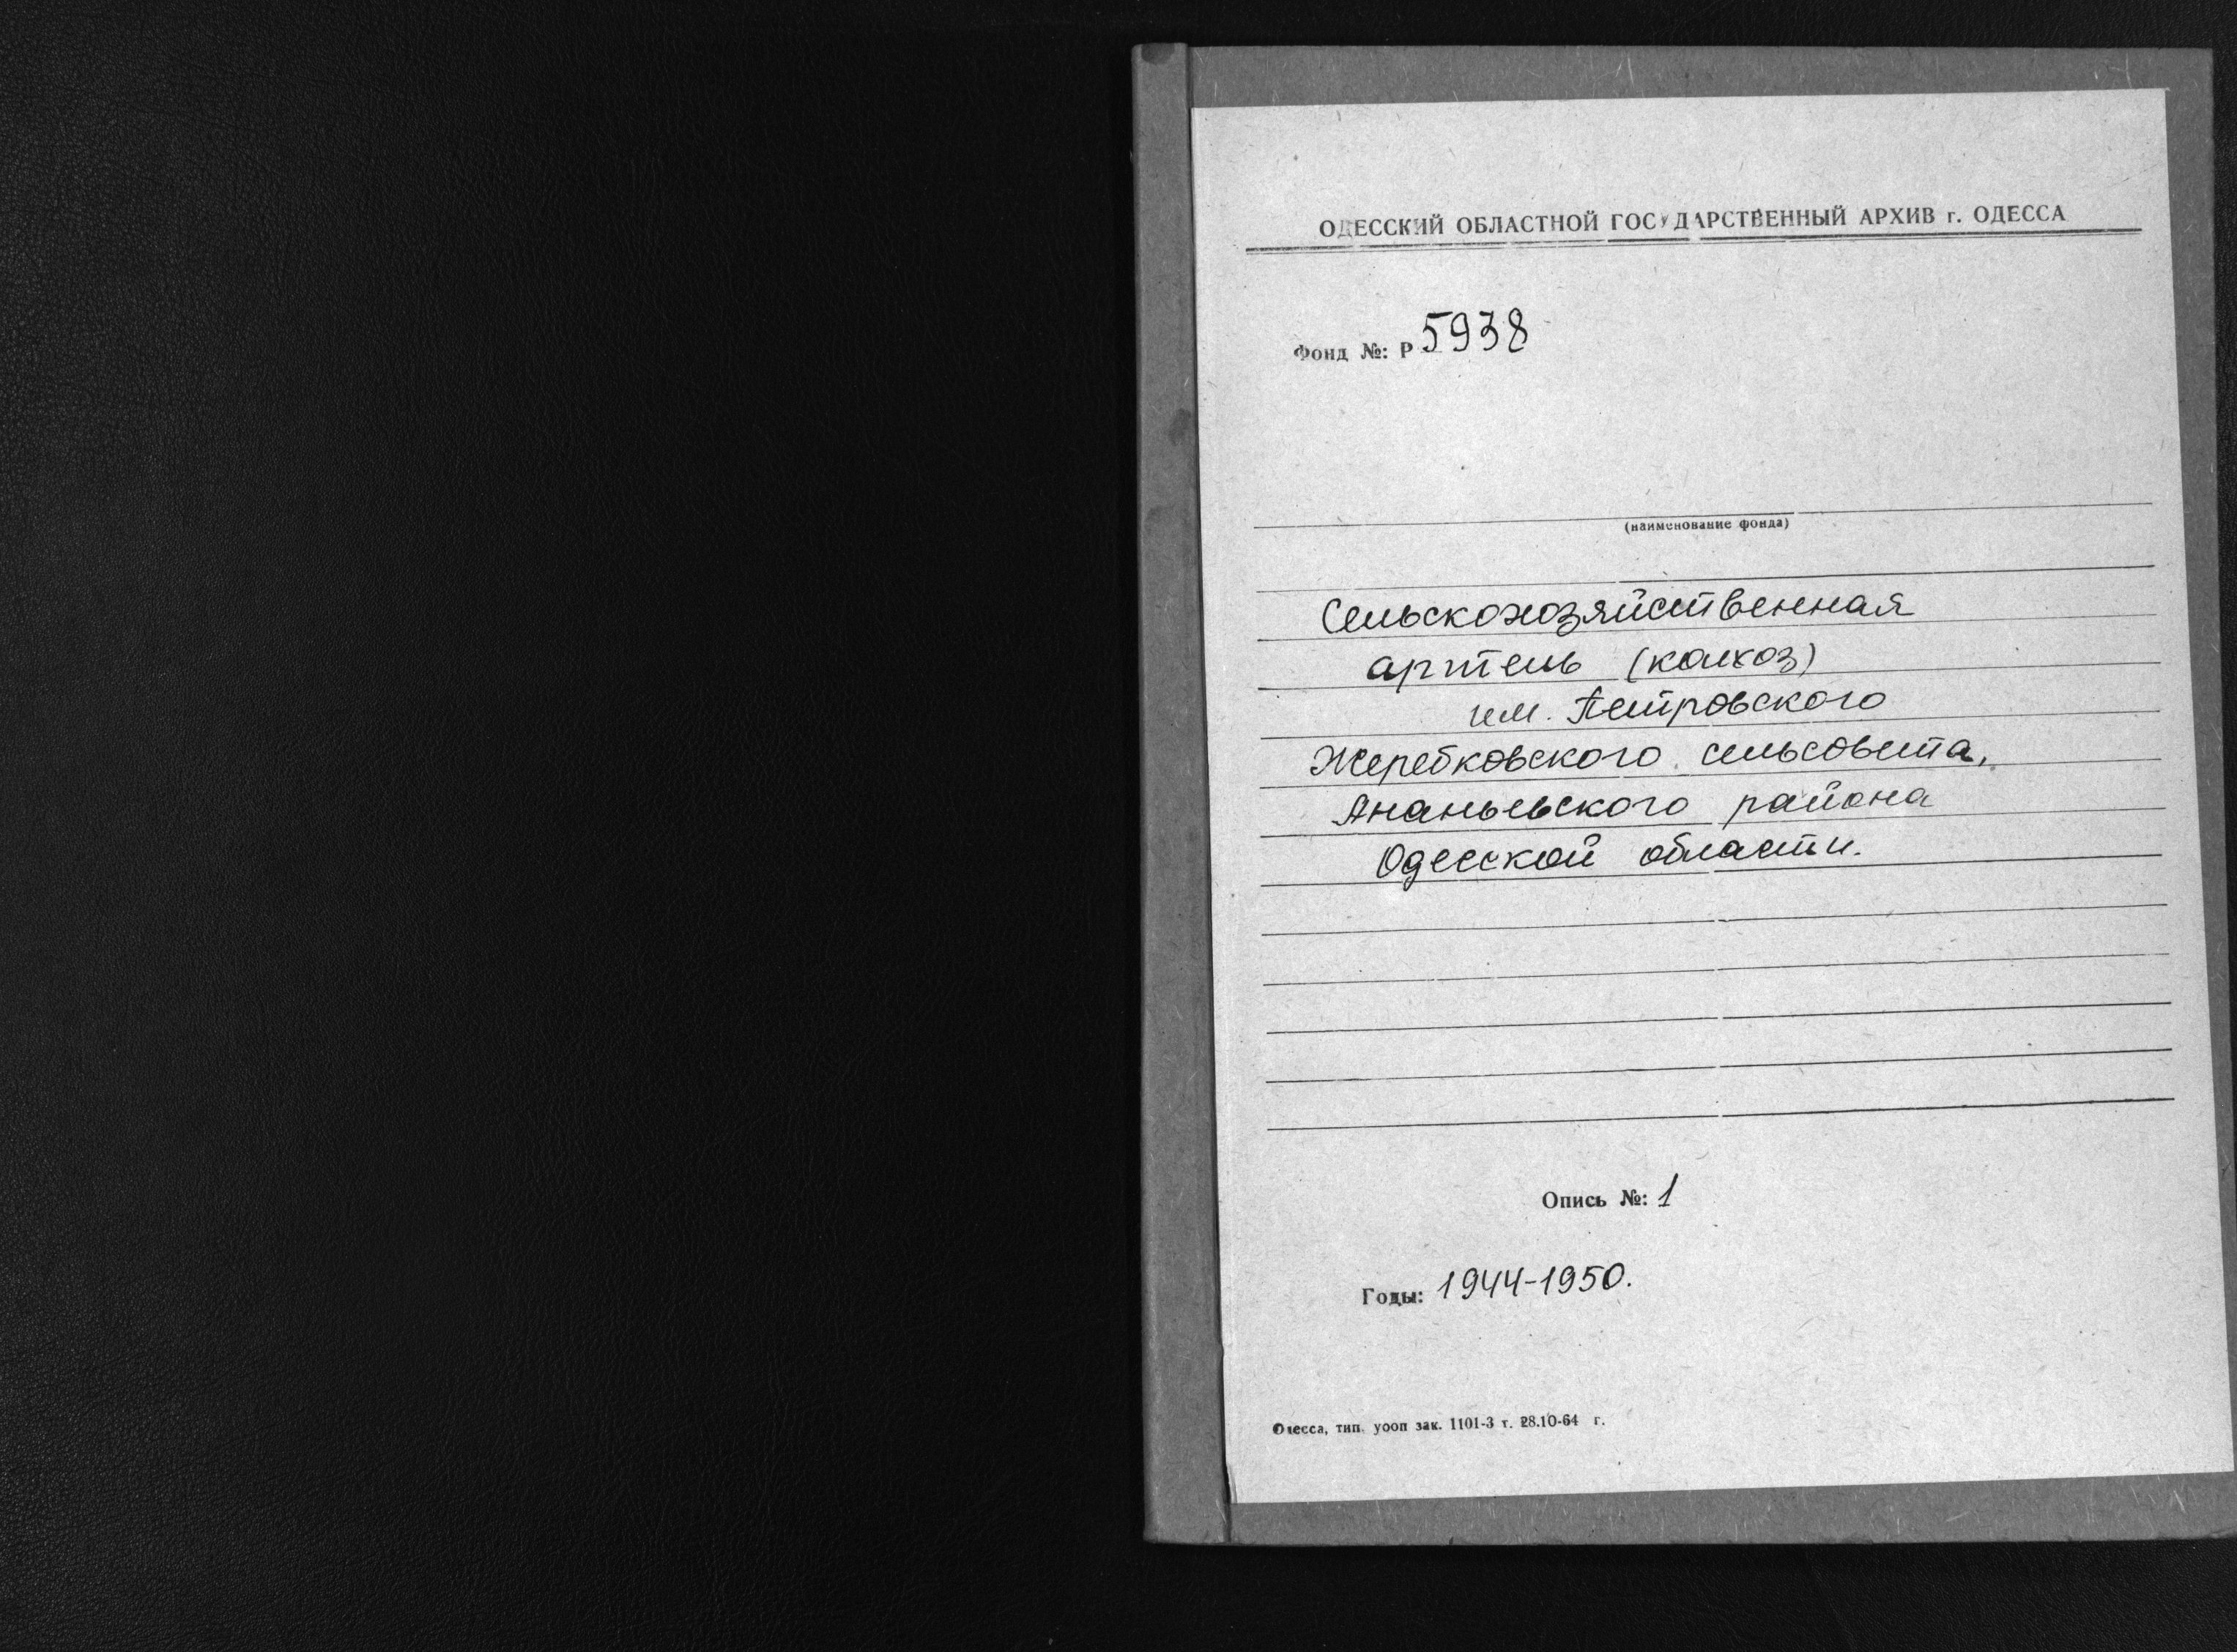 ОДЕССКИЙ ОБЛАСТНОЙ ГОСУДАРСТВЕННЫЙ АРХИВ г. ОДЕССА
Фонд №: Р 5938
(наименование фонда)
Сельскохозяйственная
артель (колхоз)
им. Петровского
Жеребковского сельсовета,
Ананьевского района
Одесской области.
Опись №: 1
Годы: 1944-1950.
Одесса, тип. уооп зак. 1101-3 т. 28.10-64 г.